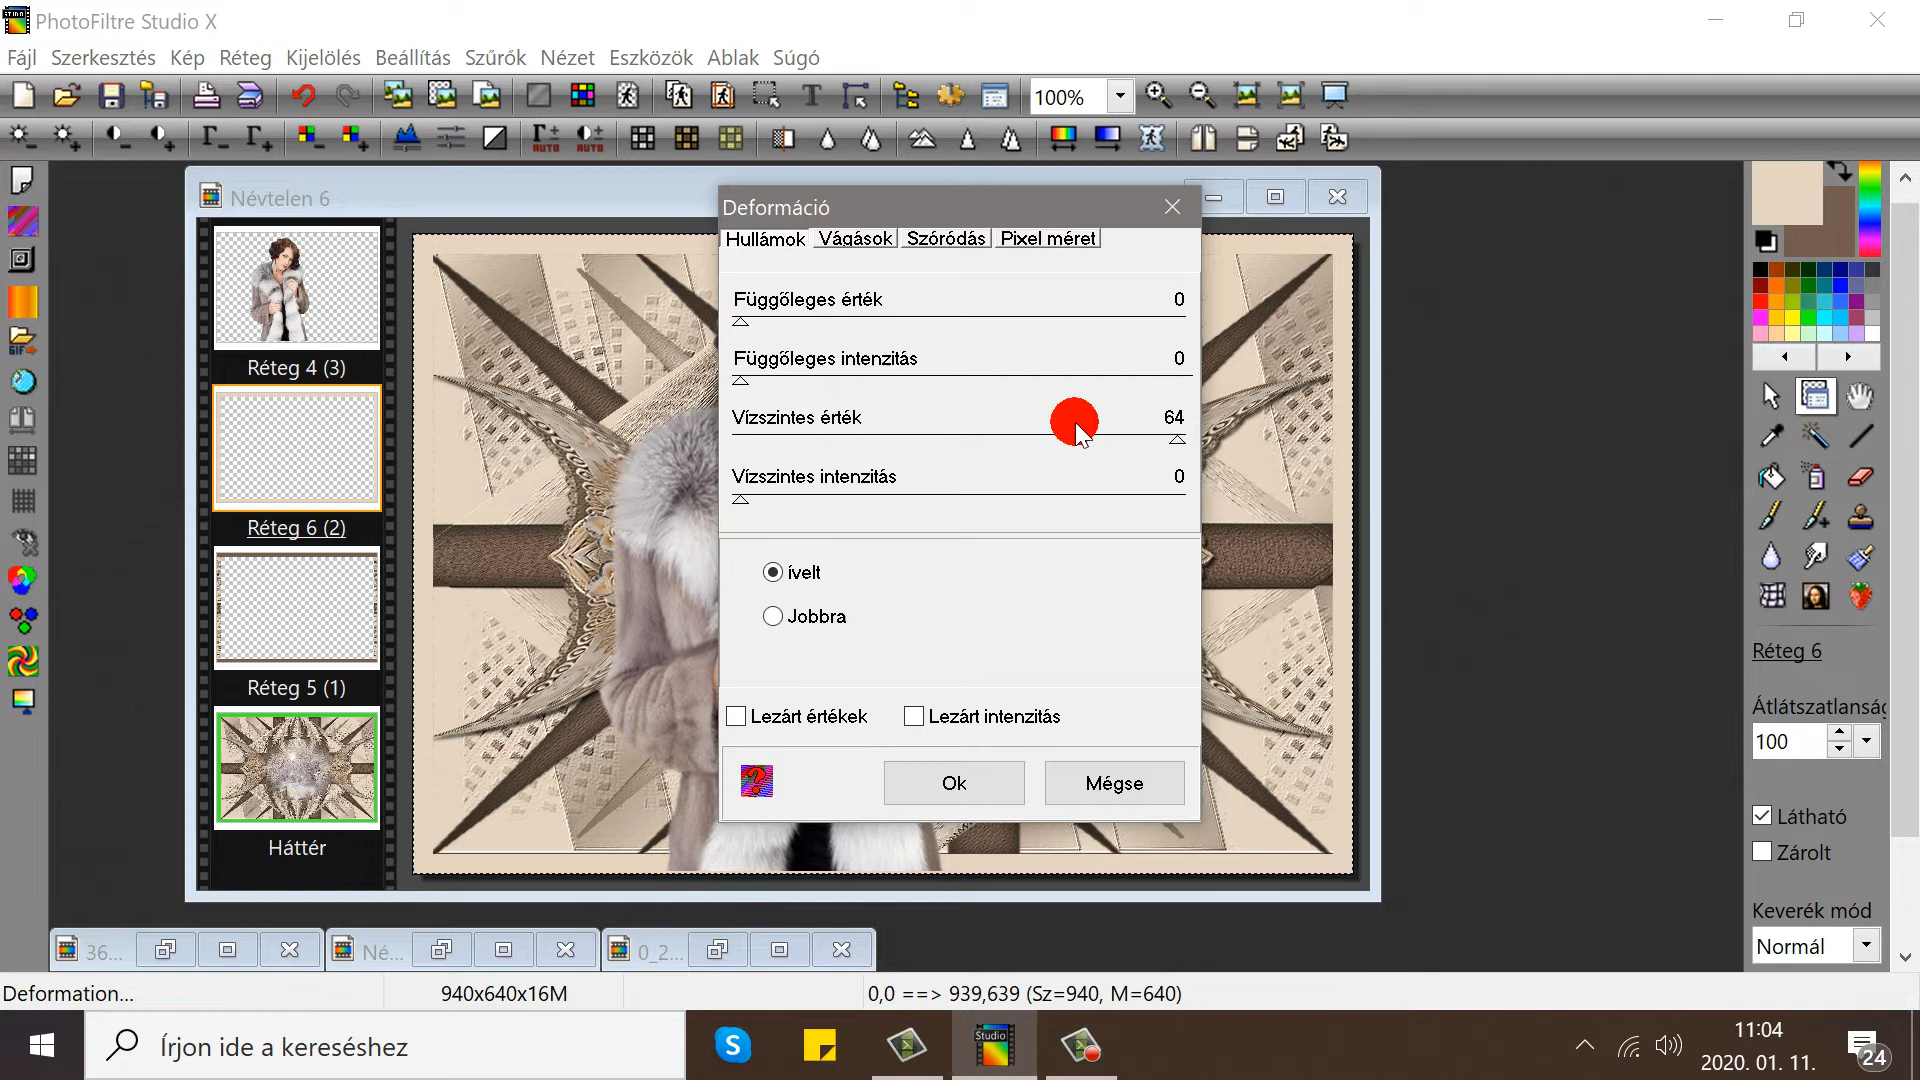 PhotoFiltre Studio X
Fájl Szerkesztés Kép Réteg Kijelölés Beállítás Szűrők Nézet Eszközök Ablak Súgó
100%
AUTO AUTO
Névtelen 6
Réteg 4 (3)
Réteg 6 (2)
Réteg 5 (1)
Háttér
Deformáció
Hullámok Vágások Szóródás Pixel méret
Függőleges érték 0
Függőleges intenzitás 0
Vízszintes érték 64
Vízszintes intenzitás 0
ívelt
Jobbra
Lezárt értékek Lezárt intenzitás
Ok Mégse
Réteg 6
Átlátszatlanság
100
Látható
Zárolt
Keverék mód
Normál
36... Né... 0_2...
Deformation... 940x640x16M 0,0 ==> 939,639 (Sz=940, M=640)
Írjon ide a kereséshez
Studio
11:04
2020. 01. 11.
24